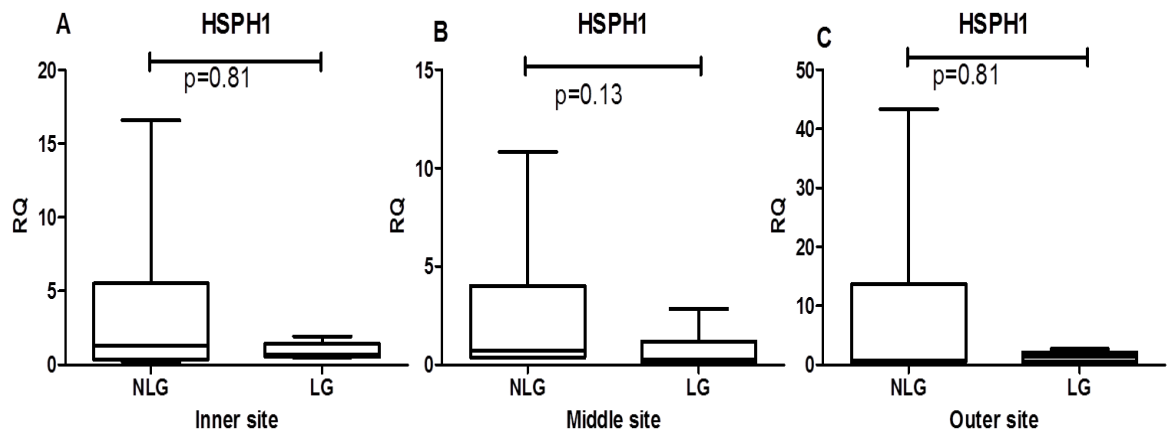 A
HSPH1
p=0.81
RQ
20
15
10
5
0
NLG LG
Inner site
B
HSPH1
p=0.13
RQ
15
10
5
0
NLG LG
Middle site
C
HSPH1
p=0.81
RQ
50
40
30
20
10
0
NLG LG
Outer site